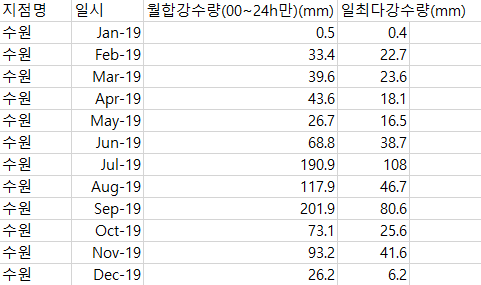 지점명 일시 월합강수량(00~24h만)(mm) 일최다강수량(mm)
수원 Jan-19 0.5 0.4
수원 Feb-19 33.4 22.7
수원 Mar-19 39.6 23.6
수원 Apr-19 43.6 18.1
수원 May-19 26.7 16.5
수원 Jun-19 68.8 38.7
수원 Jul-19 190.9 108
수원 Aug-19 117.9 46.7
수원 Sep-19 201.9 80.6
수원 Oct-19 73.1 25.6
수원 Nov-19 93.2 41.6
수원 Dec-19 26.2 6.2